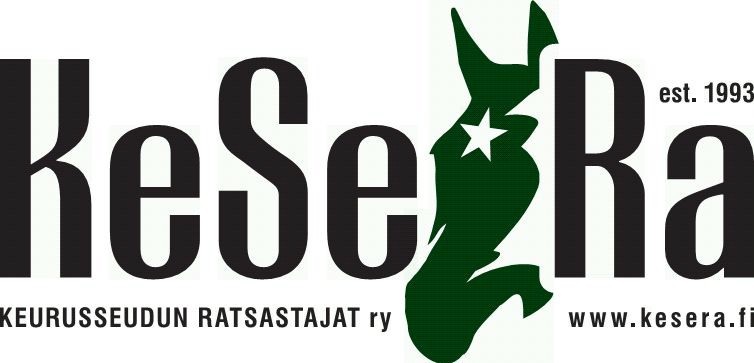 KeSeRa
est. 1993
KEURUSSEUDUN RATSASTAJAT ry
www.kesera.fi